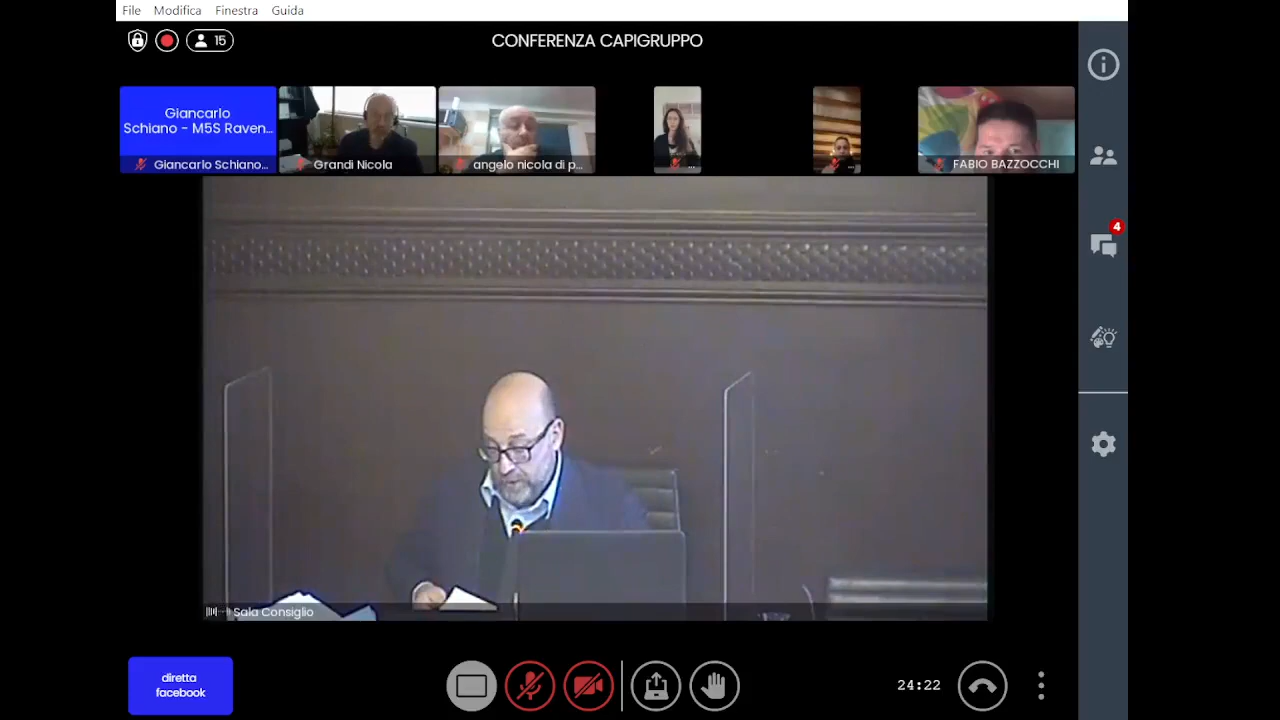 File Modifica Finestra Guida
15
CONFERENZA CAPIGRUPPO
Giancarlo
Schiano - M5S Raven...
Giancarlo Schiano...
Grandi Nicola
angelo nicola di p...
...
...
FABIO BAZZOCCHI
4
Sala Consiglio
diretta
facebook
24:22